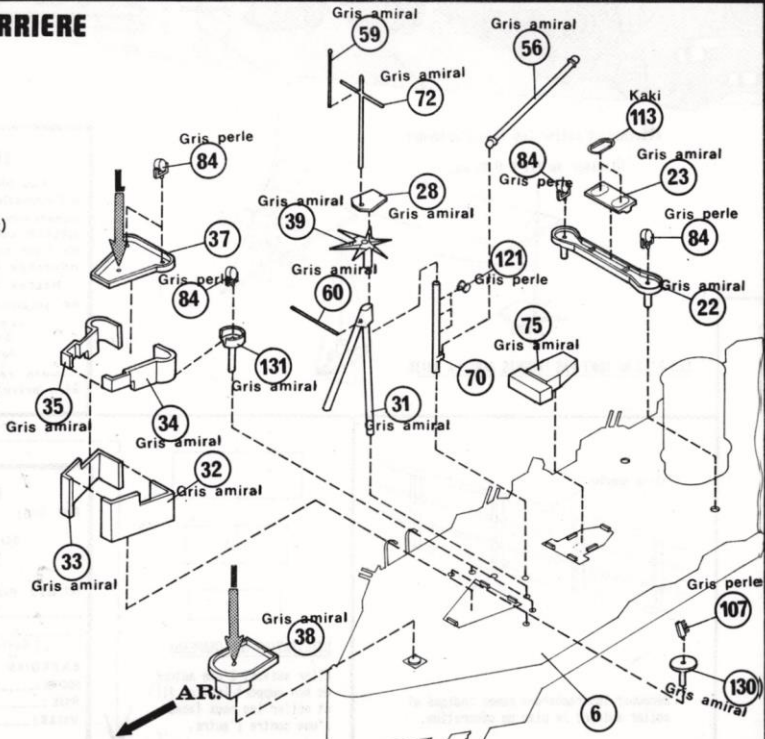 RRIERE
Gris amiral
59
Gris amiral
56
Gris amiral
72
Kaki
113
Gris perle
84
84
Gris perle
Gris amiral
23
28
Gris amiral
Gris amiral
39
Gris perle
84
37
121
Gris perle
Gris perle
84
Gris amiral
60
Gris amiral
22
75
Gris amiral
131
Gris amiral
70
35
Gris amiral
34
Gris amiral
31
Gris amiral
32
Gris amiral
33
Gris amiral
Gris perle
107
Gris amiral
38
130
Gris amiral
AR.
6